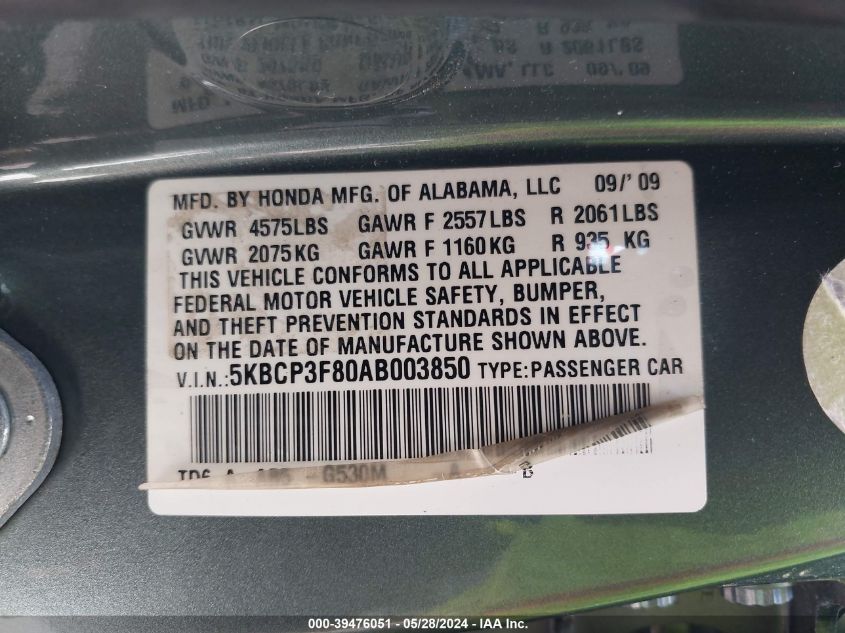 MFD. BY HONDA MFG. OF ALABAMA, LLC 09/'09
GVWR 4575LBS GAWR F 2557LBS R 2061LBS
GVWR 2075KG GAWR F 1160KG R 935 KG
THIS VEHICLE CONFORMS TO ALL APPLICABLE
FEDERAL MOTOR VEHICLE SAFETY, BUMPER,
AND THEFT PREVENTION STANDARDS IN EFFECT
ON THE DATE OF MANUFACTURE SHOWN ABOVE.
V.I.N.:5KBCP3F80AB003850 TYPE:PASSENGER CAR
G530M A B
000-39476051 - 05/28/2024 - IAA Inc.